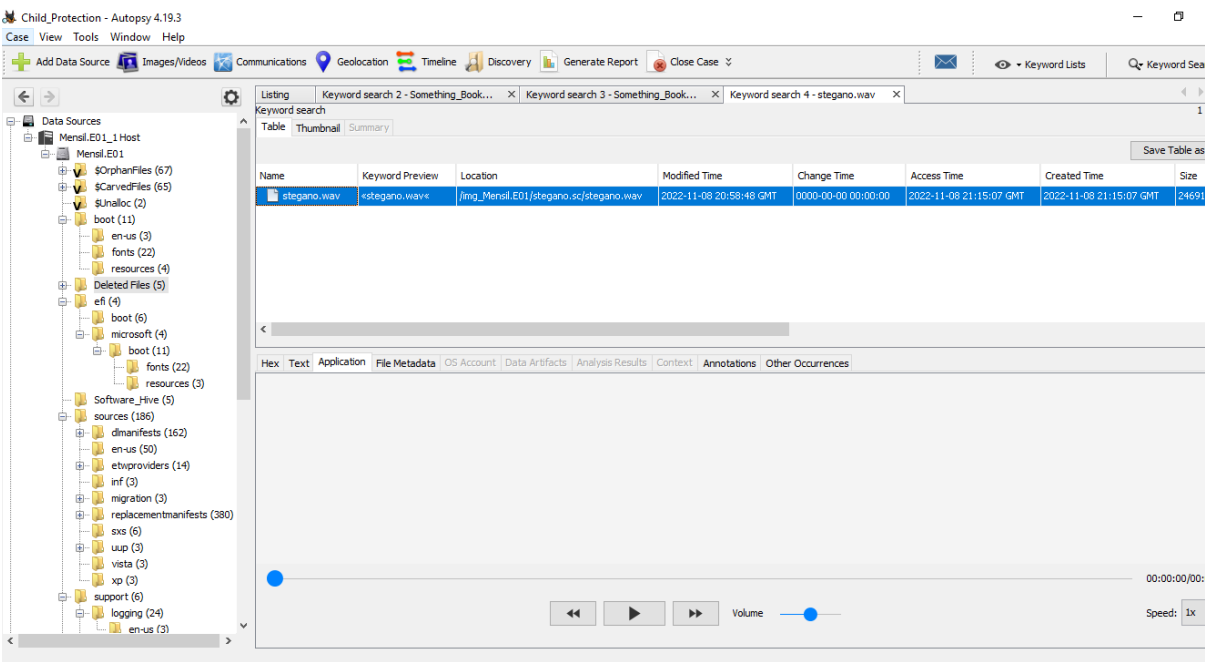 Child_Protection - Autopsy 4.19.3
Case View Tools Window Help
Add Data Source Images/Videos Communications Geolocation Timeline Discovery Generate Report Close Case Keyword Lists Keyword Sea
Listing Keyword search 2 - Something_Book... Keyword search 3 - Something_Book... Keyword search 4 - stegano.wav
Keyword search 1
Table Thumbnail Summary
Save Table as
Name Keyword Preview Location Modified Time Change Time Access Time Created Time Size
stegano.wav «stegano.wav« /img_Mensil.E01/stegano.sc/stegano.wav 2022-11-08 20:58:48 GMT 0000-00-00 00:00:00 2022-11-08 21:15:07 GMT 2022-11-08 21:15:07 GMT 24691
Data Sources
Mensil.E01_1 Host
Mensil.E01
$OrphanFiles (67)
$CarvedFiles (65)
$Unalloc (2)
boot (11)
en-us (3)
fonts (22)
resources (4)
Deleted Files (5)
efi (4)
boot (6)
microsoft (4)
boot (11)
fonts (22)
resources (3)
Software_Hive (5)
sources (186)
dlmanifests (162)
en-us (50)
etwproviders (14)
inf (3)
migration (3)
replacementmanifests (380)
sxs (6)
uup (3)
vista (3)
xp (3)
support (6)
logging (24)
en-us (3)
Hex Text Application File Metadata OS Account Data Artifacts Analysis Results Context Annotations Other Occurrences
00:00:00/00:
Volume
Speed: 1x